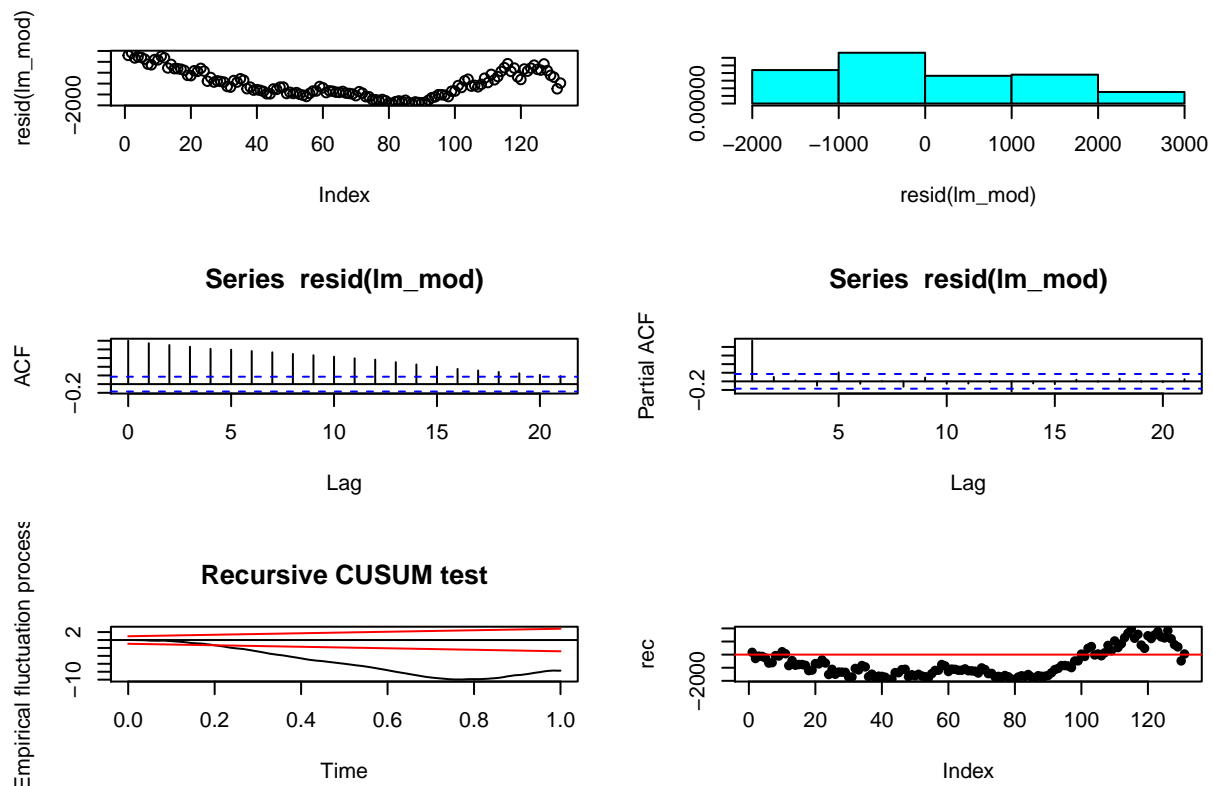 resid(lm_mod)
−2000
0 20 40 60 80 100 120
Index
0.00000
−2000 −1000 0 1000 2000 3000
resid(lm_mod)
Series resid(lm_mod)
ACF
−0.2
0 5 10 15 20
Lag
Series resid(lm_mod)
Partial ACF
−0.2
5 10 15 20
Lag
Recursive CUSUM test
Empirical fluctuation process
2
−10
0.0 0.2 0.4 0.6 0.8 1.0
Time
rec
−2000
0 20 40 60 80 100 120
Index